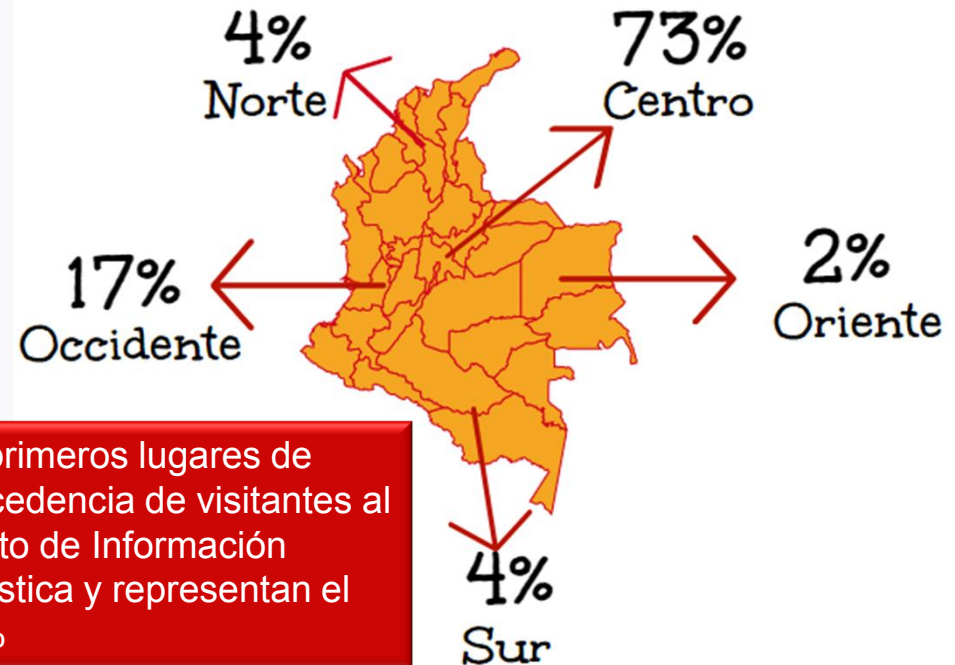 4%
Norte
73%
Centro
17%
Occidente
2%
Oriente
primeros lugares de
cedencia de visitantes al
to de Información
stica y representan el
4%
Sur